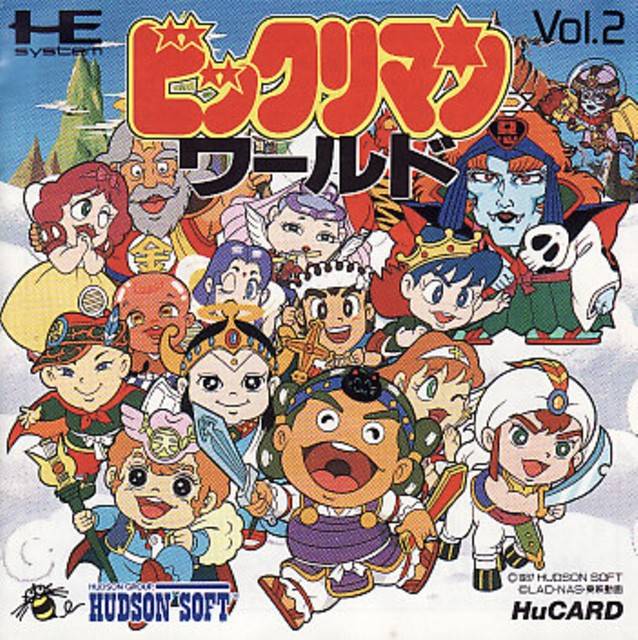 HE
system
Vol.2
ビックリマン
ワールド
金
HUDSON GROUP
HUDSON SOFT
© 1987 HUDSON SOFT
©LAD・NAS・東映動画
HuCARD